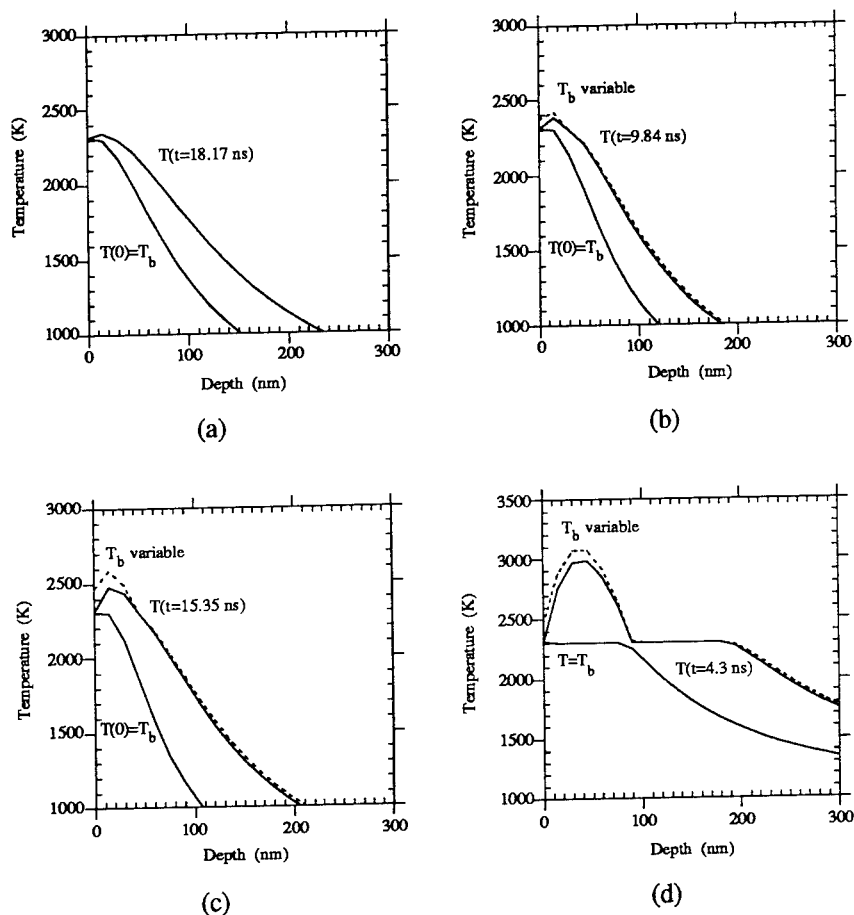 3000
2500
2000
1500
1000
Temperature (K)
T(t=18.17 ns)
T(0)=T_b
0
100
200
300
Depth (nm)
(a)
3000
2500
2000
1500
1000
Temperature (K)
T_b variable
T(t=9.84 ns)
T(0)=T_b
0
100
200
300
Depth (nm)
(b)
3000
2500
2000
1500
1000
Temperature (K)
T_b variable
T(t=15.35 ns)
T(0)=T_b
0
100
200
300
Depth (nm)
(c)
3500
3000
2500
2000
1500
1000
Temperature (K)
T_b variable
T=T_b
T(t=4.3 ns)
0
100
200
300
Depth (nm)
(d)